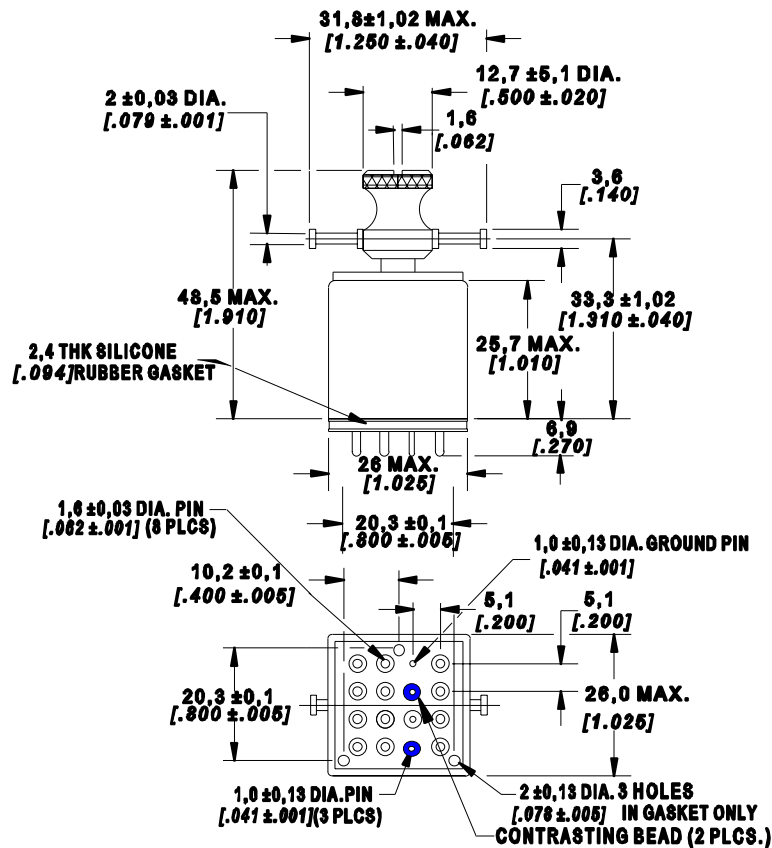 31,8±1,02 MAX.
[1.250 ±.040]
12,7 ±5,1 DIA.
[.500 ±.020]
2 ±0,03 DIA.
[.079 ±.001]
1,6
[.062]
3,6
[.140]
48,5 MAX.
[1.910]
33,3 ±1,02
[1.310 ±.040]
25,7 MAX.
[1.010]
2,4 THK SILICONE
[.094]RUBBER GASKET
6,9
[.270]
26 MAX.
[1.025]
1,6 ±0,03 DIA. PIN
[.062 ±.001] (8 PLCS)
20,3 ±0,1
[.800 ±.005]
1,0 ±0,13 DIA. GROUND PIN
[.041 ±.001]
10,2 ±0,1
[.400 ±.005]
5,1
[.200]
5,1
[.200]
20,3 ±0,1
[.800 ±.005]
26,0 MAX.
[1.025]
1,0 ±0,13 DIA.PIN
[.041 ±.001](3 PLCS)
2 ±0,13 DIA. 3 HOLES
[.078 ±.005] IN GASKET ONLY
CONTRASTING BEAD (2 PLCS.)